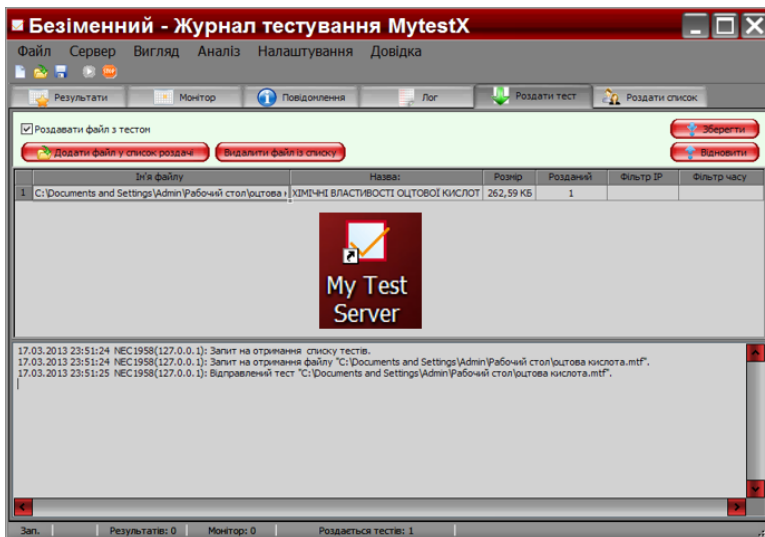 Безіменний - Журнал тестування MytestX
Файл Сервер Вигляд Аналіз Налаштування Довідка
Результати Монітор Повідомлення Лог Роздати тест Роздати список
Роздавати файл з тестом
Зберегти
Додати файл у список роздачі Видалити файл із списку
Відновити
Ім'я файлу Назва: Розмір Розданий Фільтр IP Фільтр часу
1 C:\Documents and Settings\Admin\Рабочий стол\оцтова ХІМІЧНІ ВЛАСТИВОСТІ ОЦТОВОЇ КИСЛОТ 262,59 КБ 1
My Test
Server
17.03.2013 23:51:24 NEC1958(127.0.0.1): Запит на отримання списку тестів.
17.03.2013 23:51:24 NEC1958(127.0.0.1): Запит на отримання файлу "C:\Documents and Settings\Admin\Рабочий стол\оцтова кислота.mtf".
17.03.2013 23:51:25 NEC1958(127.0.0.1): Відправлений тест "C:\Documents and Settings\Admin\Рабочий стол\оцтова кислота.mtf".
Зап. Результатів: 0 Монітор: 0 Роздається тестів: 1